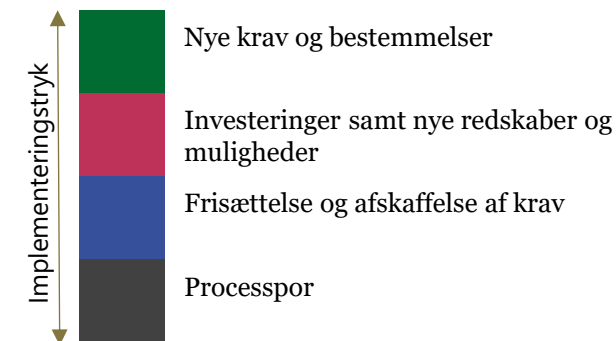 Implementeringstryk
Nye krav og bestemmelser
Investeringer samt nye redskaber og
muligheder
Frisættelse og afskaffelse af krav
Processpor